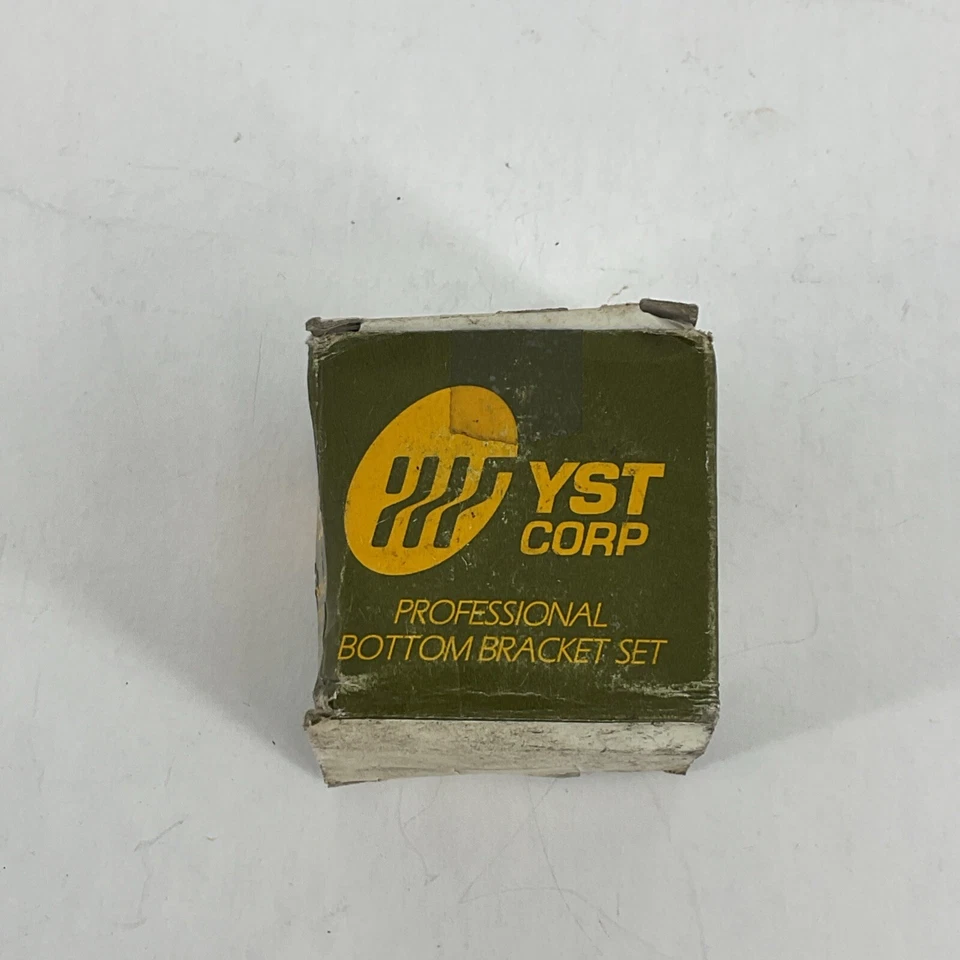 YST
CORP
PROFESSIONAL
BOTTOM BRACKET SET